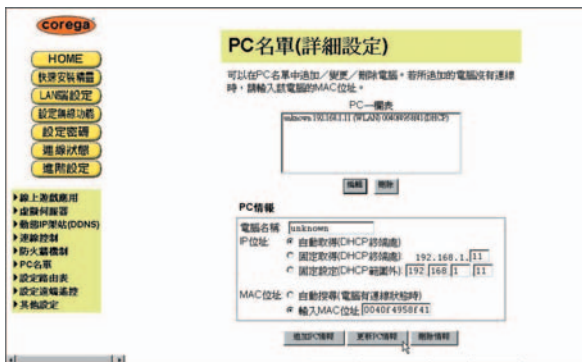 corega
HOME
快速安裝精靈
LAN端設定
設定無線功能
設定密碼
連線狀態
進階設定
線上遊戲應用
虛擬伺服器
動態IP架站(DDNS)
連線控制
防火牆機制
PC名單
設定路由表
設定遠端遙控
其他設定
PC名單(詳細設定)
可以在PC名單中追加/變更/刪除電腦。若所追加的電腦沒有連線
時,請輸入該電腦的MAC位址。
PC一欄表
unknown 192.168.1.11 (WLAN) 0040f4958f41 (DHCP)
編輯 刪除
PC情報
電腦名稱 unknown
IP位址: 自動取得(DHCP終端處)
固定取得(DHCP終端處): 192.168.1. 11
固定設定(DHCP範圍外): 192 168 1 11
MAC位址: 自動搜尋(電腦有連線狀態時)
輸入MAC位址: 0040f4958f41
追加PC情報 更新PC情報 刪除情報